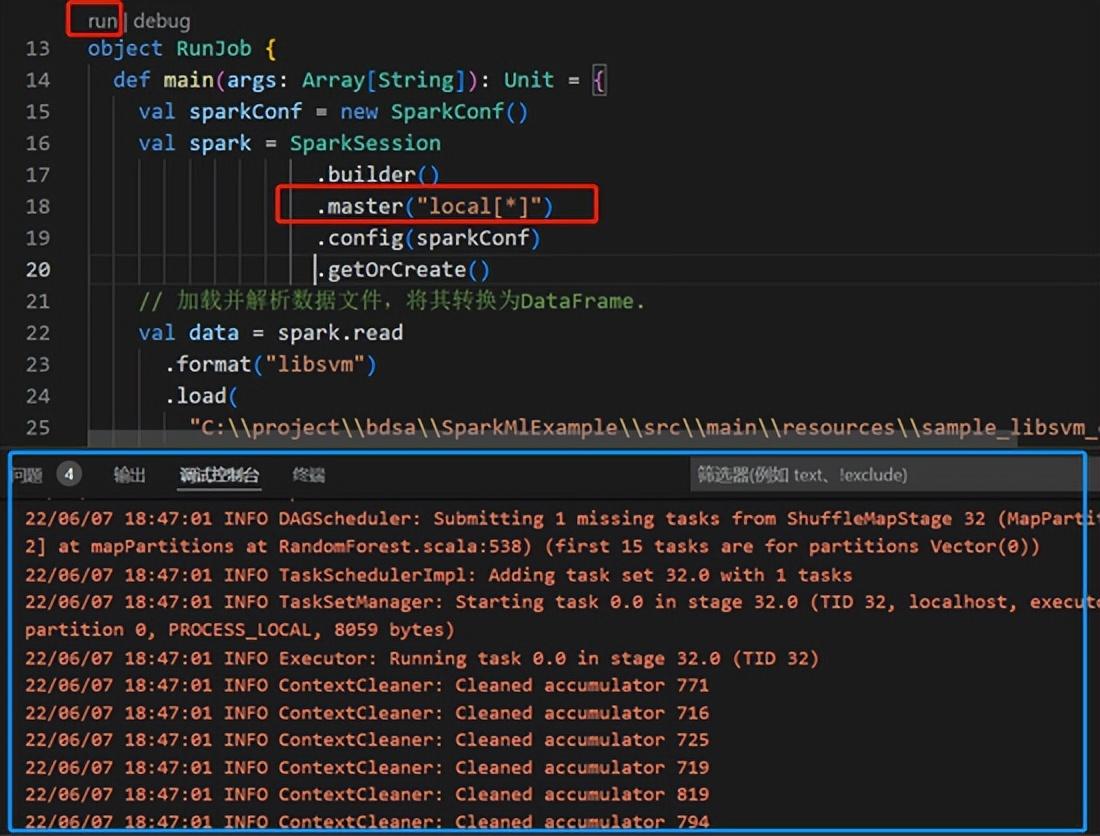 run | debug
13 object RunJob {
14 def main(args: Array[String]): Unit = {
15 val sparkConf = new SparkConf()
16 val spark = SparkSession
17 .builder()
18 .master("local[*]")
19 .config(sparkConf)
20 .getOrCreate()
21 // 加载并解析数据文件，将其转换为DataFrame.
22 val data = spark.read
23 .format("libsvm")
24 .load(
25 "C:\\project\\bdsa\\SparkMlExample\\src\\main\\resources\\sample_libsvm_
问题 4 输出 调试控制台 终端 筛选器(例如 text、!exclude)
22/06/07 18:47:01 INFO DAGScheduler: Submitting 1 missing tasks from ShuffleMapStage 32 (MapPartit
2] at mapPartitions at RandomForest.scala:538) (first 15 tasks are for partitions Vector(0))
22/06/07 18:47:01 INFO TaskSchedulerImpl: Adding task set 32.0 with 1 tasks
22/06/07 18:47:01 INFO TaskSetManager: Starting task 0.0 in stage 32.0 (TID 32, localhost, executo
partition 0, PROCESS_LOCAL, 8059 bytes)
22/06/07 18:47:01 INFO Executor: Running task 0.0 in stage 32.0 (TID 32)
22/06/07 18:47:01 INFO ContextCleaner: Cleaned accumulator 771
22/06/07 18:47:01 INFO ContextCleaner: Cleaned accumulator 716
22/06/07 18:47:01 INFO ContextCleaner: Cleaned accumulator 725
22/06/07 18:47:01 INFO ContextCleaner: Cleaned accumulator 719
22/06/07 18:47:01 INFO ContextCleaner: Cleaned accumulator 819
22/06/07 18:47:01 INFO ContextCleaner: Cleaned accumulator 794